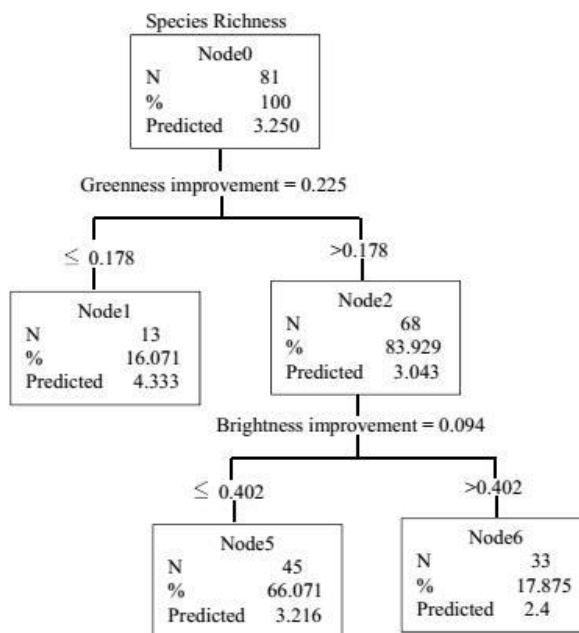 Species Richness
Node0
N 81
% 100
Predicted 3.250
Greenness improvement = 0.225
≤ 0.178
>0.178
Node1
N 13
% 16.071
Predicted 4.333
Node2
N 68
% 83.929
Predicted 3.043
Brightness improvement = 0.094
≤ 0.402
>0.402
Node5
N 45
% 66.071
Predicted 3.216
Node6
N 33
% 17.875
Predicted 2.4